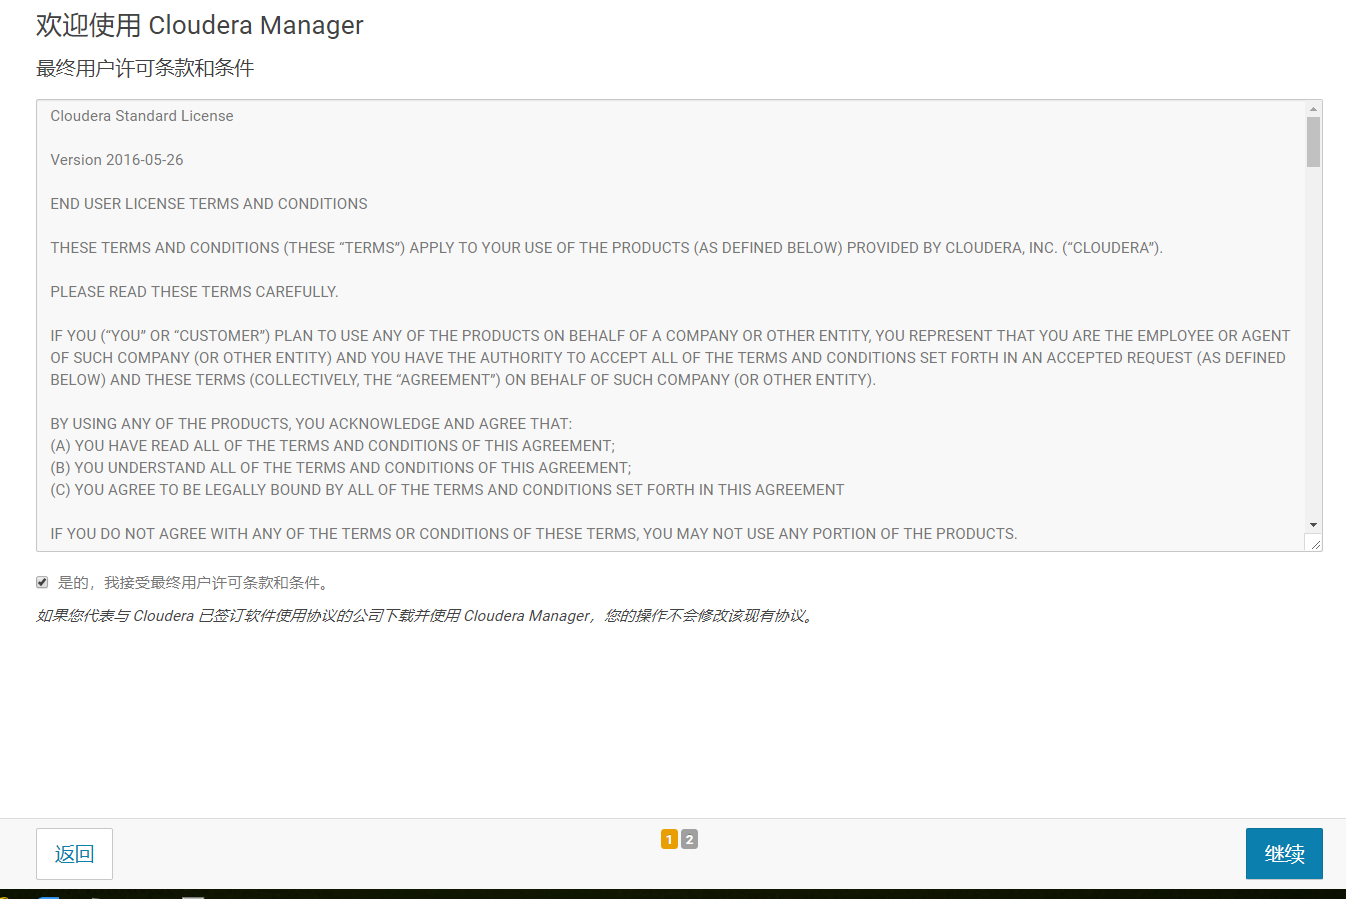 欢迎使用 Cloudera Manager
最终用户许可条款和条件
Cloudera Standard License
Version 2016-05-26
END USER LICENSE TERMS AND CONDITIONS
THESE TERMS AND CONDITIONS (THESE “TERMS”) APPLY TO YOUR USE OF THE PRODUCTS (AS DEFINED BELOW) PROVIDED BY CLOUDERA, INC. (“CLOUDERA”).
PLEASE READ THESE TERMS CAREFULLY.
IF YOU (“YOU” OR “CUSTOMER”) PLAN TO USE ANY OF THE PRODUCTS ON BEHALF OF A COMPANY OR OTHER ENTITY, YOU REPRESENT THAT YOU ARE THE EMPLOYEE OR AGENT
OF SUCH COMPANY (OR OTHER ENTITY) AND YOU HAVE THE AUTHORITY TO ACCEPT ALL OF THE TERMS AND CONDITIONS SET FORTH IN AN ACCEPTED REQUEST (AS DEFINED
BELOW) AND THESE TERMS (COLLECTIVELY, THE “AGREEMENT”) ON BEHALF OF SUCH COMPANY (OR OTHER ENTITY).
BY USING ANY OF THE PRODUCTS, YOU ACKNOWLEDGE AND AGREE THAT:
(A) YOU HAVE READ ALL OF THE TERMS AND CONDITIONS OF THIS AGREEMENT;
(B) YOU UNDERSTAND ALL OF THE TERMS AND CONDITIONS OF THIS AGREEMENT;
(C) YOU AGREE TO BE LEGALLY BOUND BY ALL OF THE TERMS AND CONDITIONS SET FORTH IN THIS AGREEMENT
IF YOU DO NOT AGREE WITH ANY OF THE TERMS OR CONDITIONS OF THESE TERMS, YOU MAY NOT USE ANY PORTION OF THE PRODUCTS.
是的，我接受最终用户许可条款和条件。
如果您代表与 Cloudera 已签订软件使用协议的公司下载并使用 Cloudera Manager，您的操作不会修改该现有协议。
返回
1 2
继续